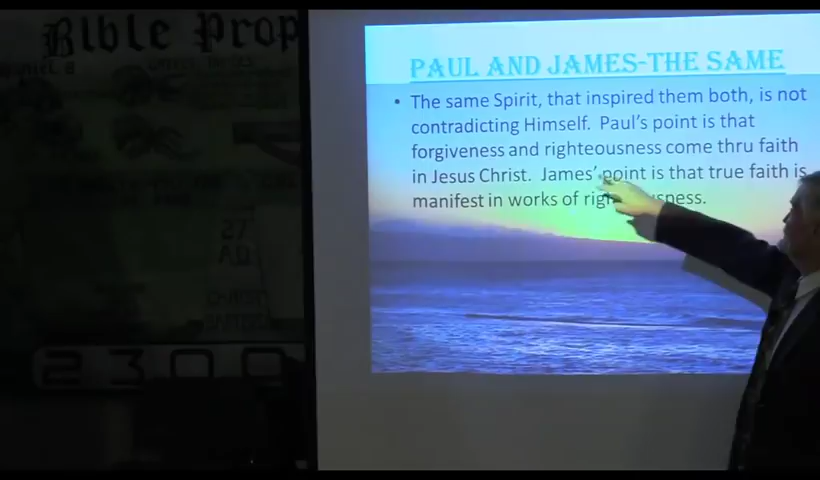 Bible Prop
PAUL AND JAMES-THE SAME
• The same Spirit, that inspired them both, is not
contradicting Himself. Paul's point is that
forgiveness and righteousness come thru faith
in Jesus Christ. James' point is that true faith is
manifest in works of
27
A.D.
2300